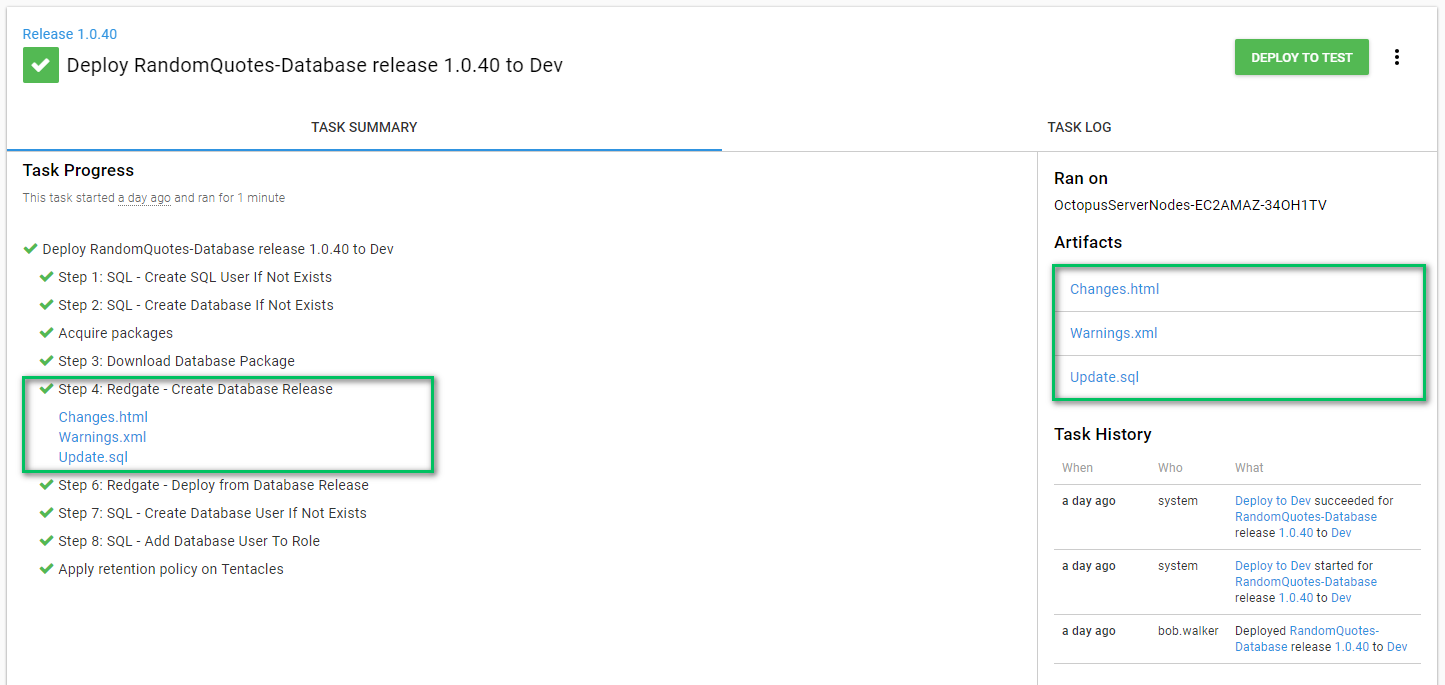 Release 1.0.40
Deploy RandomQuotes-Database release 1.0.40 to Dev
DEPLOY TO TEST
TASK SUMMARY
TASK LOG
Task Progress
This task started a day ago and ran for 1 minute
Deploy RandomQuotes-Database release 1.0.40 to Dev
Step 1: SQL - Create SQL User If Not Exists
Step 2: SQL - Create Database If Not Exists
Acquire packages
Step 3: Download Database Package
Step 4: Redgate - Create Database Release
Changes.html
Warnings.xml
Update.sql
Step 6: Redgate - Deploy from Database Release
Step 7: SQL - Create Database User If Not Exists
Step 8: SQL - Add Database User To Role
Apply retention policy on Tentacles
Ran on
OctopusServerNodes-EC2AMAZ-34OH1TV
Artifacts
Changes.html
Warnings.xml
Update.sql
Task History
When Who What
a day ago system Deploy to Dev succeeded for
RandomQuotes-Database
release 1.0.40 to Dev
a day ago system Deploy to Dev started for
RandomQuotes-Database
release 1.0.40 to Dev
a day ago bob.walker Deployed RandomQuotes-
Database release 1.0.40 to Dev